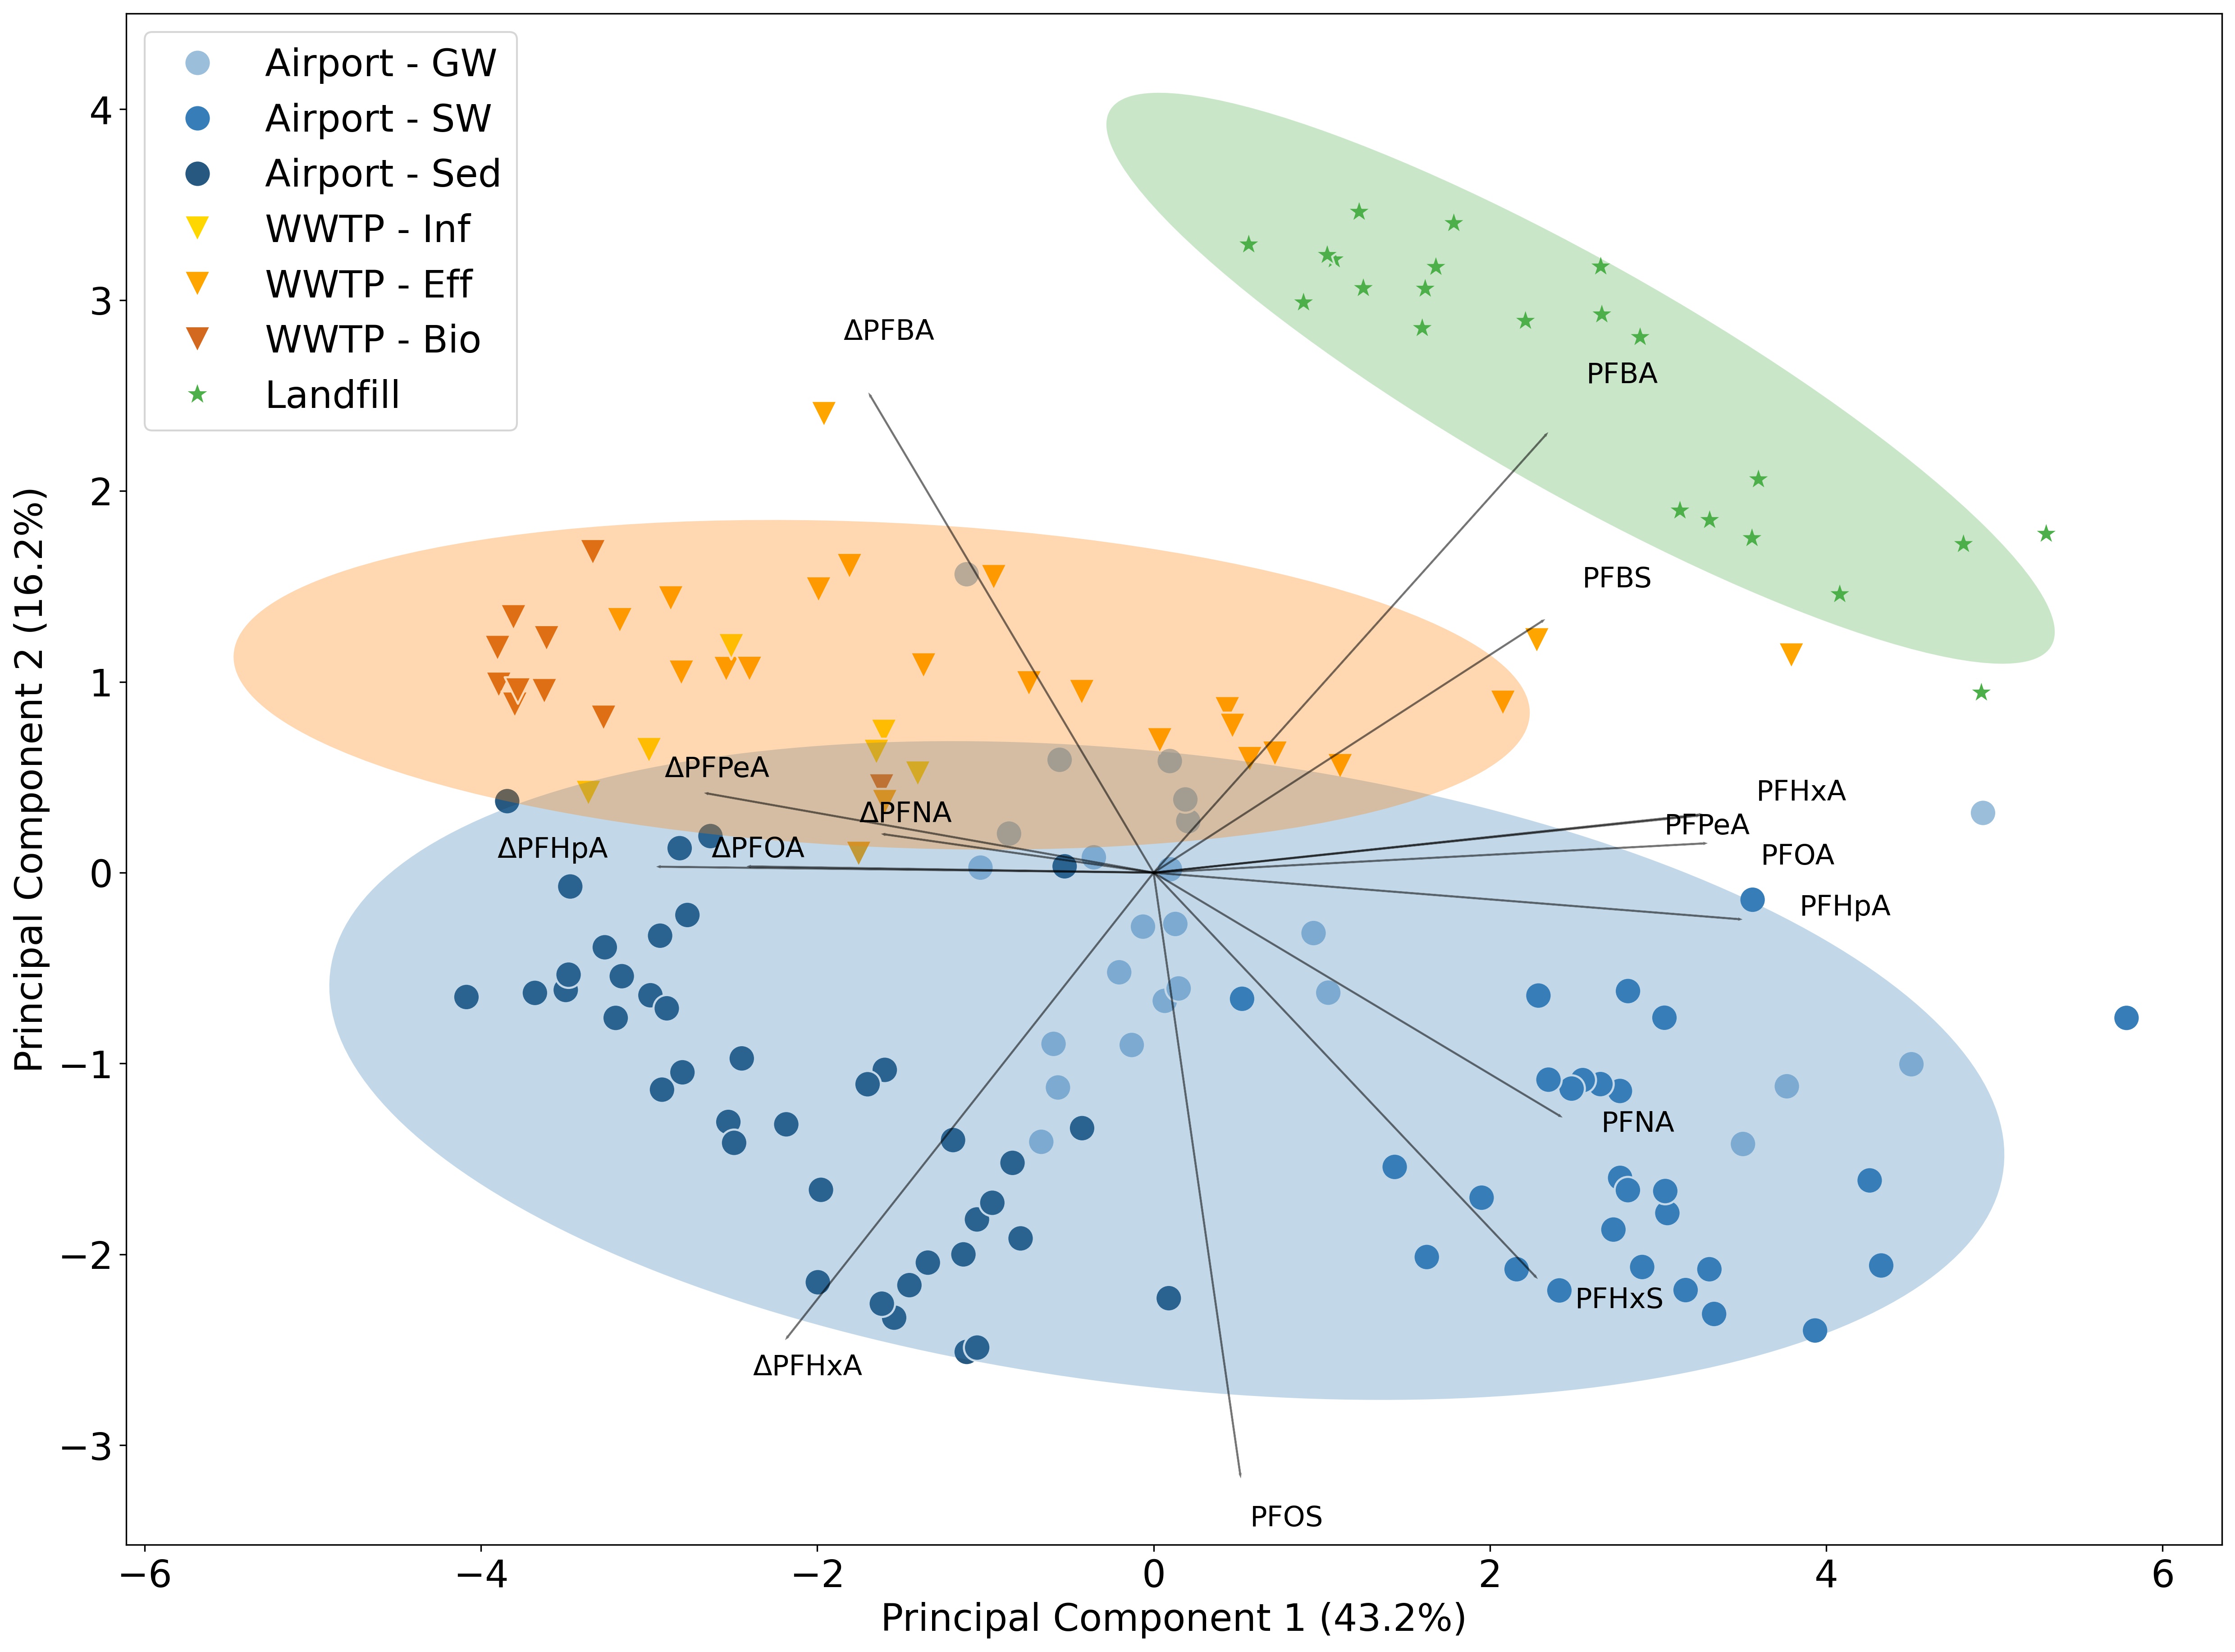 Airport - GW
Airport - SW
Airport - Sed
WWTP - Inf
WWTP - Eff
WWTP - Bio
Landfill
Principal Component 2 (16.2%)
4
3
2
1
0
−1
−2
−3
ΔPFBA
PFBA
PFBS
ΔPFPeA
PFHxA
ΔPFNA
PFPeA
ΔPFHpA
ΔPFOA
PFOA
PFHpA
PFNA
PFHxS
ΔPFHxA
PFOS
−6
−4
−2
0
2
4
6
Principal Component 1 (43.2%)